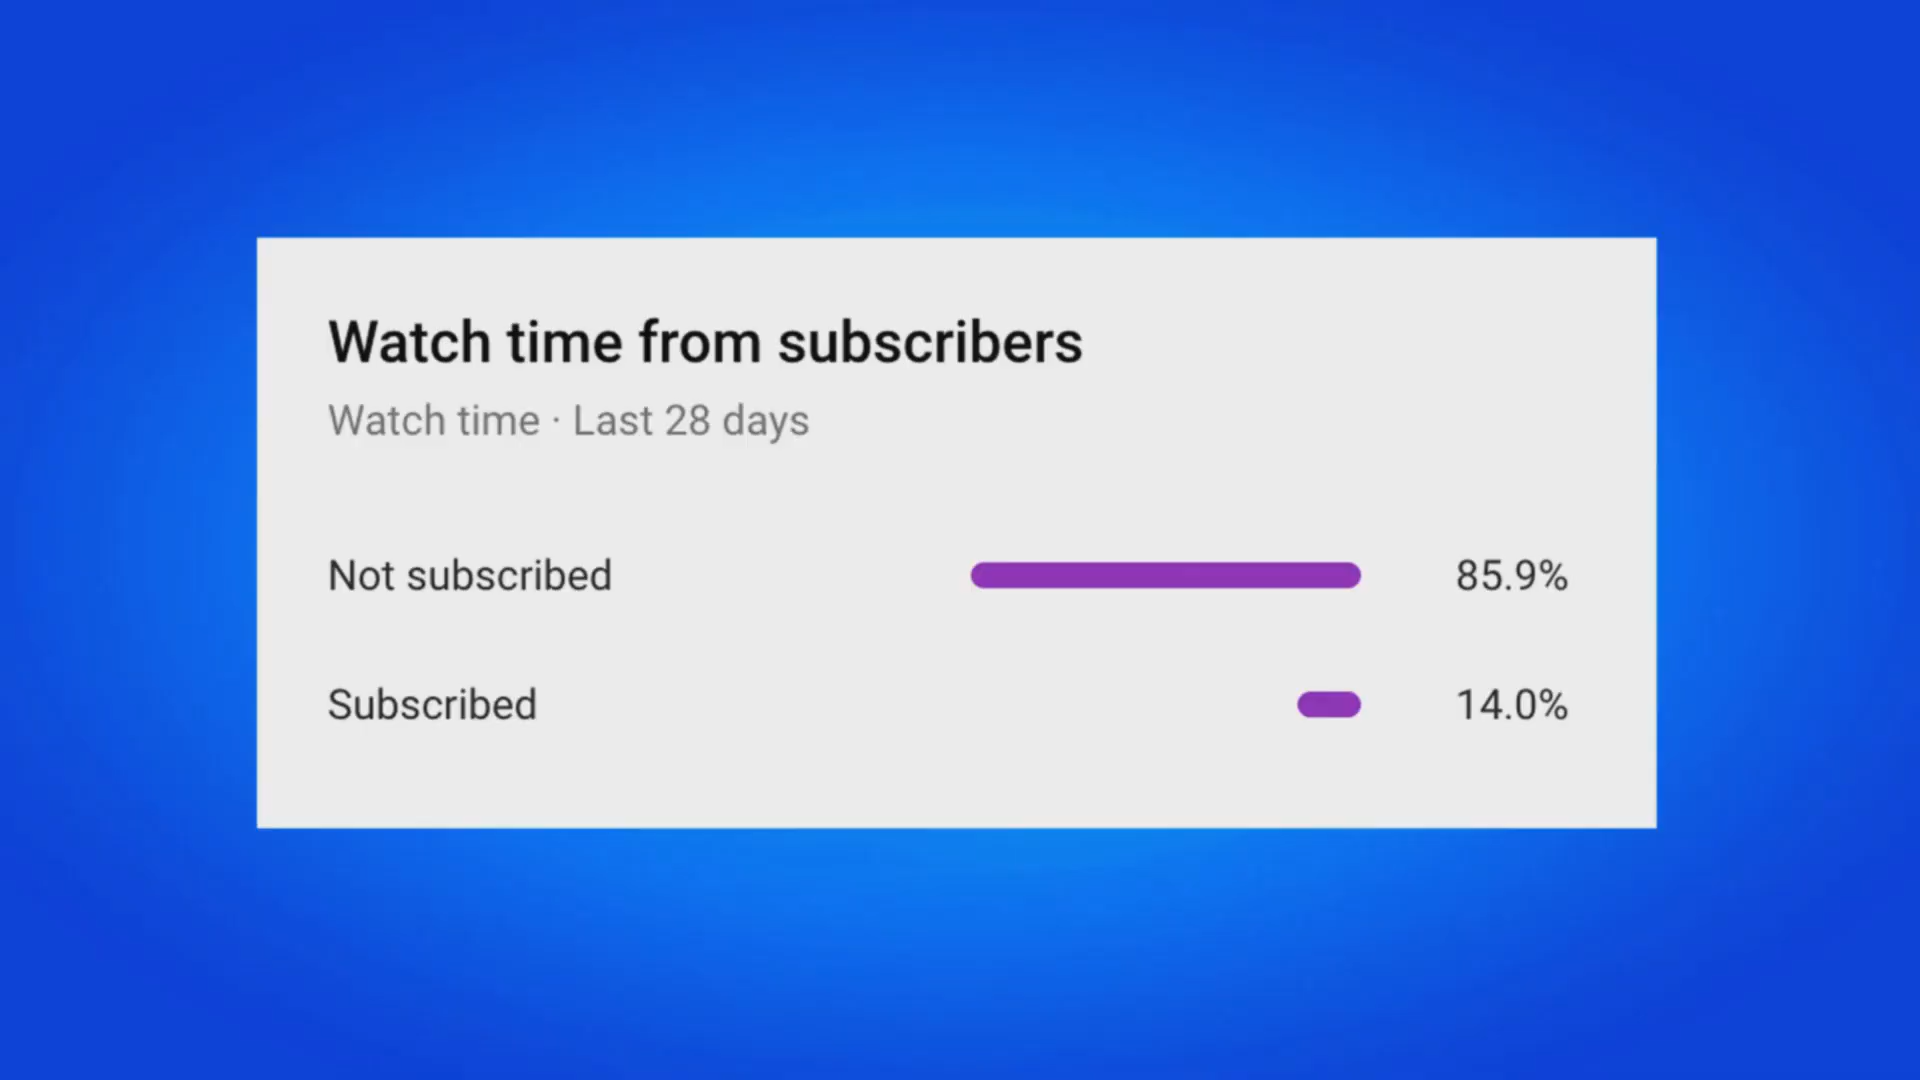 Watch time from subscribers
Watch time · Last 28 days
Not subscribed 85.9%
Subscribed 14.0%